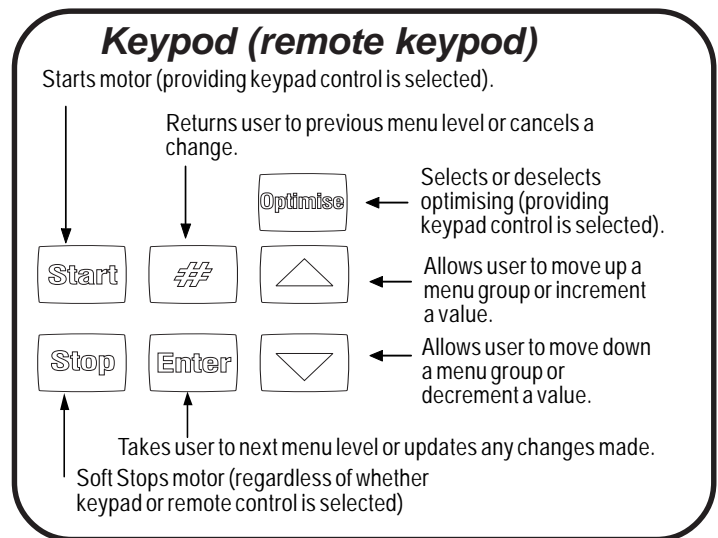 Keypod (remote keypod)
Starts motor (providing keypad control is selected).
Returns user to previous menu level or cancels a
change.
Optimise
Selects or deselects
optimising (providing
keypad control is selected).
Start
#
Allows user to move up a
menu group or increment
a value.
Stop
Enter
Allows user to move down
a menu group or
decrement a value.
Takes user to next menu level or updates any changes made.
Soft Stops motor (regardless of whether
keypad or remote control is selected)